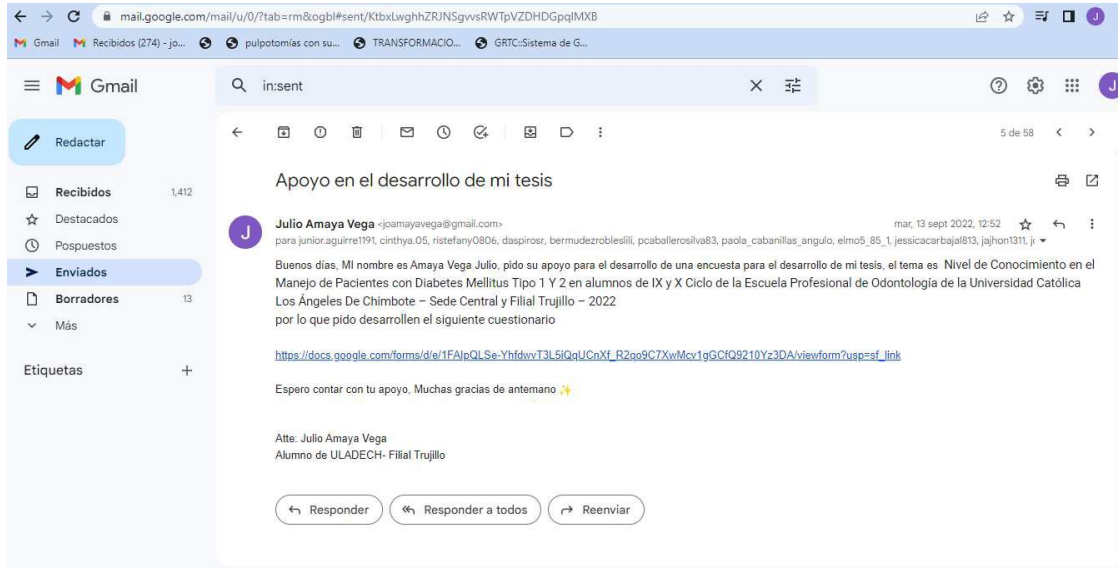 mail.google.com/mail/u/0/?tab=rm&ogbl#sent/KtbxLwghhZRJNSgvvsRWTpVZDHDGpqlMXB
J
Gmail Recibidos (274) - jo... pulpotomías con su... TRANSFORMACIO... GRTC::Sistema de G...
Gmail
in:sent
J
Redactar
5 de 58
Recibidos 1,412
Destacados
Pospuestos
Enviados
Borradores 13
Más
Etiquetas +
Apoyo en el desarrollo de mi tesis
J
Julio Amaya Vega <joamayavega@gmail.com> mar, 13 sept 2022, 12:52
para junior.aguirre1191, cinthya.05, ristefany0806, daspirosr, bermudezrobleslili, pcaballerosilva83, paola_cabanillas_angulo, elmo5_85_1, jessicacarbajal813, jajhon1311,
Buenos días, MI nombre es Amaya Vega Julio, pido su apoyo para el desarrollo de una encuesta para el desarrollo de mi tesis, el tema es Nivel de Conocimiento en el
Manejo de Pacientes con Diabetes Mellitus Tipo 1 Y 2 en alumnos de IX y X Ciclo de la Escuela Profesional de Odontología de la Universidad Católica
Los Ángeles De Chimbote – Sede Central y Filial Trujillo – 2022
por lo que pido desarrollen el siguiente cuestionario
https://docs.google.com/forms/d/e/1FAIpQLSe-YhfdwvT3L5iQqUCnXf_R2qo9C7XwMcv1gGCfQ9210Yz3DA/viewform?usp=sf_link
Espero contar con tu apoyo, Muchas gracias de antemano ✨
Atte: Julio Amaya Vega
Alumno de ULADECH- Filial Trujillo
Responder
Responder a todos
Reenviar